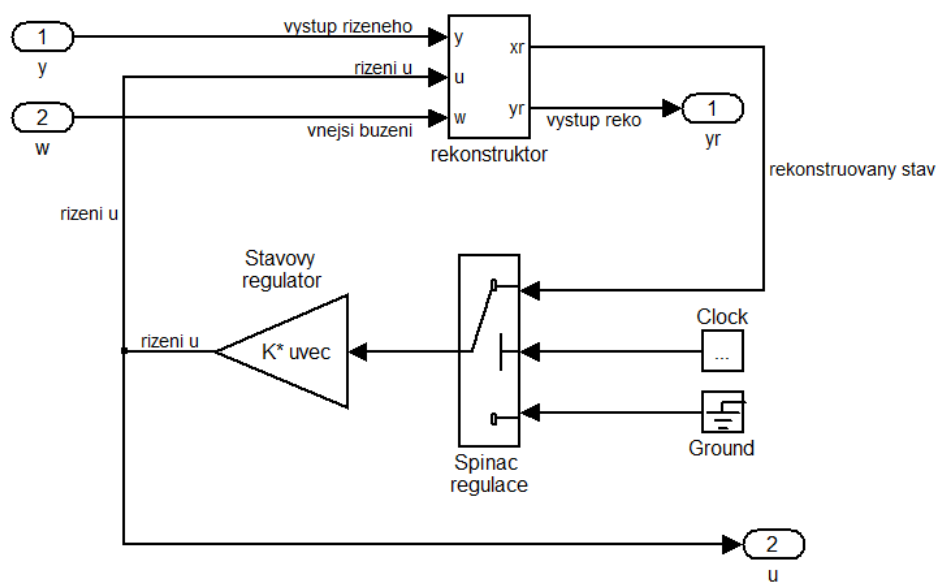 1
y
vystup rizeneho
y
xr
rizeni u
u
2
w
vnejsi buzeni
w
yr
vystup reko
1
yr
rekonstruktor
rekonstruovany stav
rizeni u
Stavovy
regulator
rizeni u
K* uvec
Clock
...
Ground
Spinac
regulace
2
u